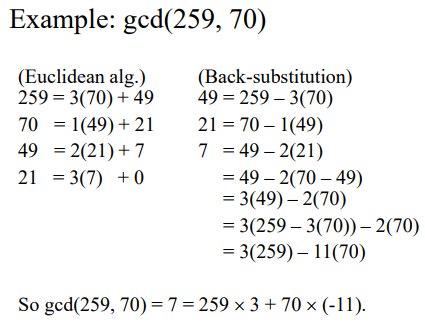 Example: gcd(259, 70)
(Euclidean alg.) (Back-substitution)
259 = 3(70) + 49 49 = 259 – 3(70)
70 = 1(49) + 21 21 = 70 – 1(49)
49 = 2(21) + 7 7 = 49 – 2(21)
21 = 3(7) + 0 = 49 – 2(70 – 49)
= 3(49) – 2(70)
= 3(259 – 3(70)) – 2(70)
= 3(259) – 11(70)
So gcd(259, 70) = 7 = 259 × 3 + 70 × (-11).